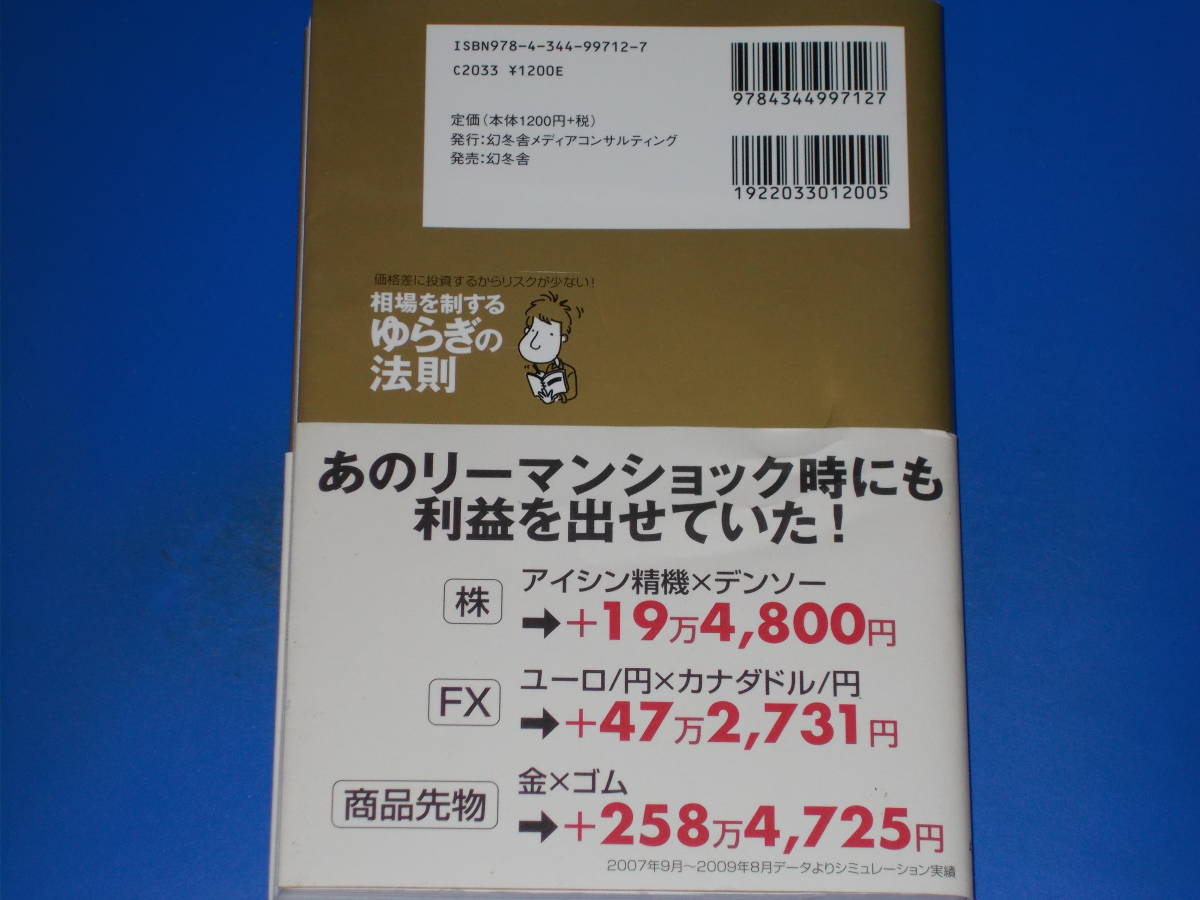 ISBN978-4-344-99712-7
C2033 ¥1200E
定価(本体1200円+税)
発行:幻冬舎メディアコンサルティング
発売:幻冬舎
9784344997127
1922033012005
価格差に投資するからリスクが少ない!
相場を制する
ゆらぎの
法則
あのリーマンショック時にも
利益を出せていた!
株
アイシン精機×デンソー
➡+19万4,800円
FX
ユーロ/円×カナダドル/円
➡+47万2,731円
商品先物
金×ゴム
➡+258万4,725円
2007年9月~2009年8月データよりシミュレーション実績